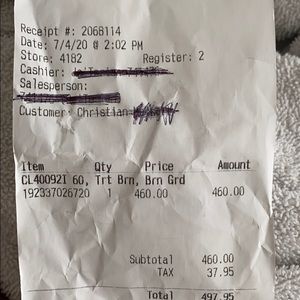 Receipt #: 206B114
Date: 7/4/20 @ 2:02 PM
Store: 4182 Register: 2
Cashier:
Salesperson:
Customer: Christian
Item Qty Price Amount
CL40092I 60, Trt Brn, Brn Grd
192337026720 1 460.00 460.00
Subtotal 460.00
TAX 37.95
Total 497.95